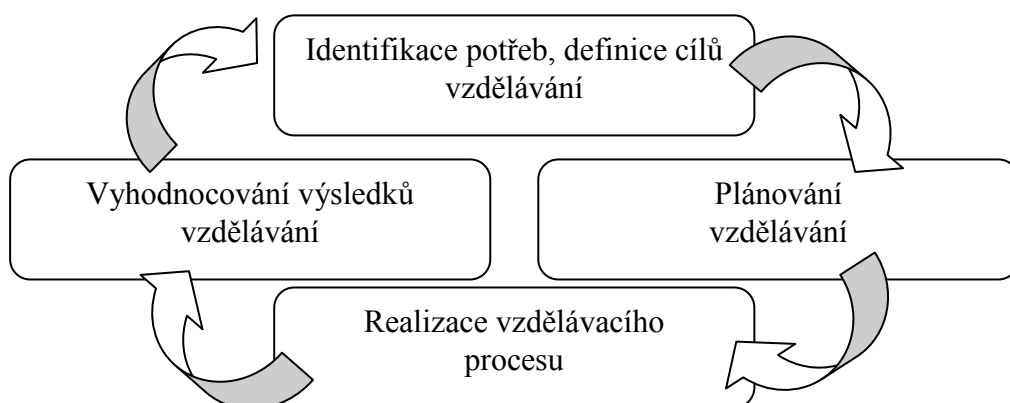 Identifikace potřeb, definice cílů
vzdělávání
Vyhodnocování výsledků
vzdělávání
Plánování
vzdělávání
Realizace vzdělávacího
procesu